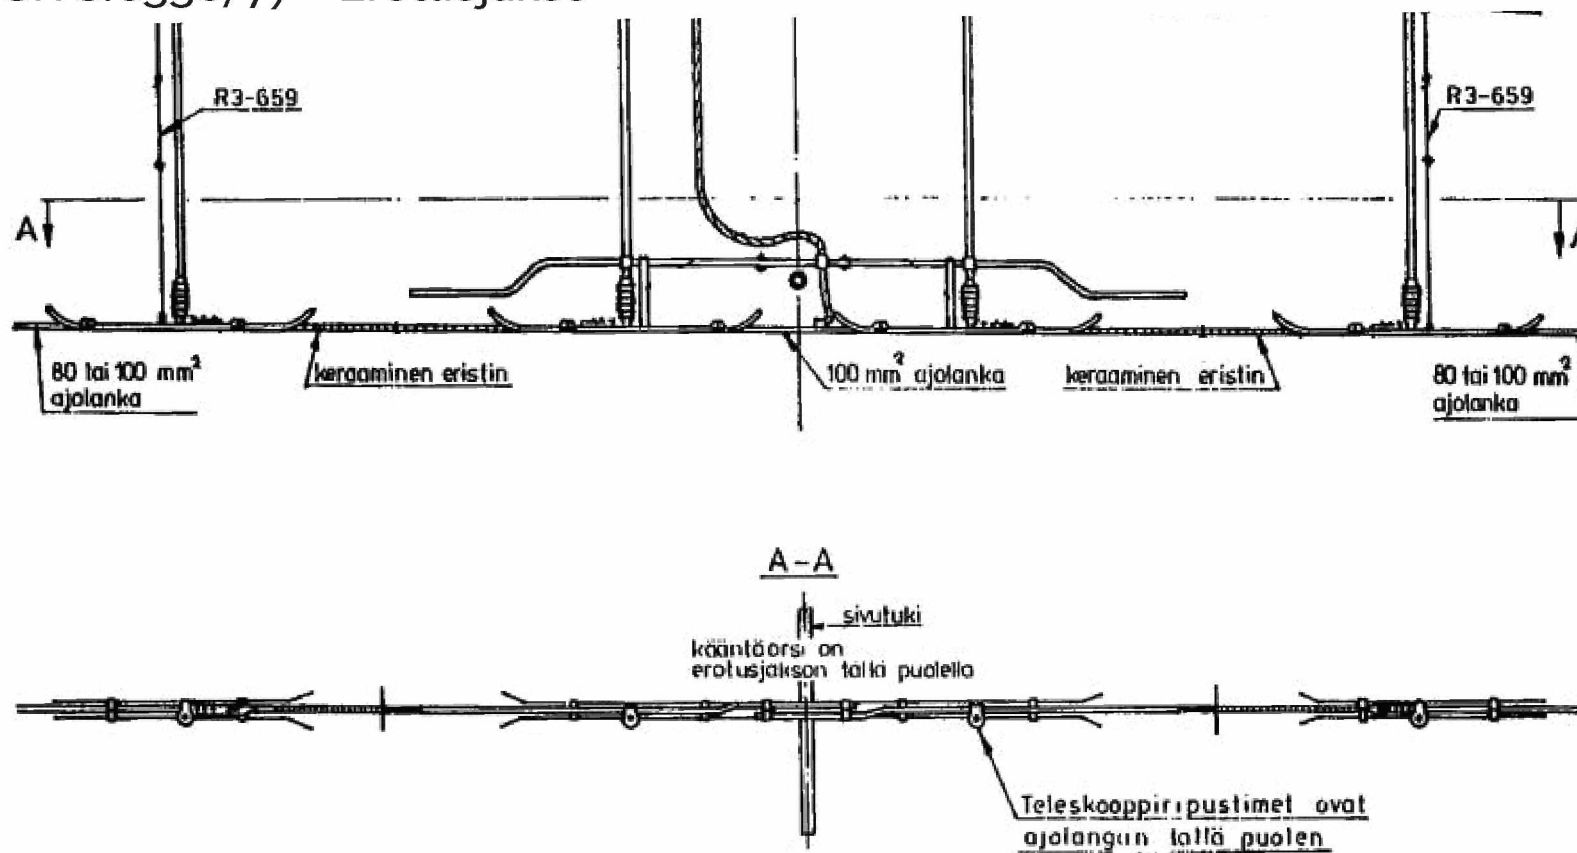 Erotusjakso
R3-659
R3-659
A
80 tai 100 mm²
ajolanka
keraaminen eristin
100 mm² ajolanka
keraaminen eristin
80 tai 100 mm²
ajolanka
A-A
sivutuki
kääntöorsi on
erotusjakson tällä puolella
Teleskooppiripustimet ovat
ajolangan tällä puolen